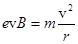 evB = m v²/r